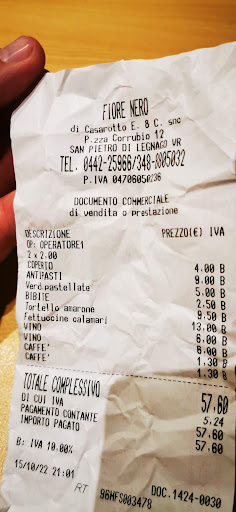 FIORE NERO
di Casarotto E. & C. snc
P.zza Corrubio 12
SAN PIETRO DI LEGNAGO VR
TEL. 0442-25966/348-8805032
P.IVA 04706050236
DOCUMENTO COMMERCIALE
di vendita o prestazione
DESCRIZIONE PREZZO(€) IVA
OP: OPERATORE1
2 x 2.00
COPERTO 4.00 B
ANTIPASTI 9.00 B
Verd.pastellate 5.00 B
BIBITE 2.50 B
Tortello amarone 9.50 B
Fettuccine calamari 13.00 B
VINO 6.00 B
VINO 6.00 B
CAFFE' 1.30 B
CAFFE' 1.30 B
TOTALE COMPLESSIVO 57.60
DI CUI IVA 5.24
PAGAMENTO CONTANTE 57.60
IMPORTO PAGATO 57.60
B: IVA 10.00%
15/10/22 21:01 DOC.1424-0030
RT 96MFS003478